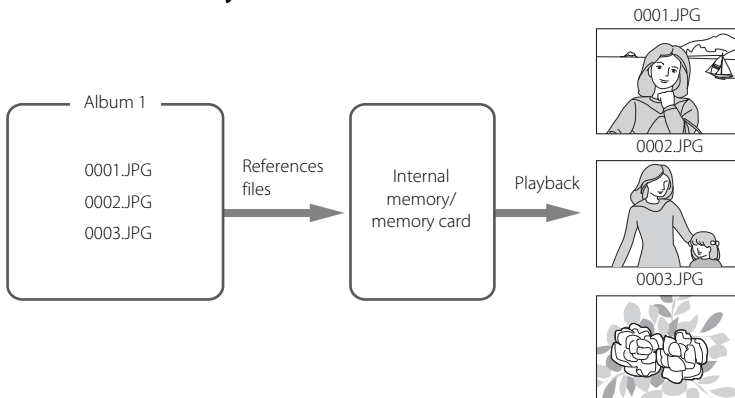 Album 1
0001.JPG
0002.JPG
0003.JPG
References
files
Internal
memory/
memory card
Playback
0001.JPG
0002.JPG
0003.JPG